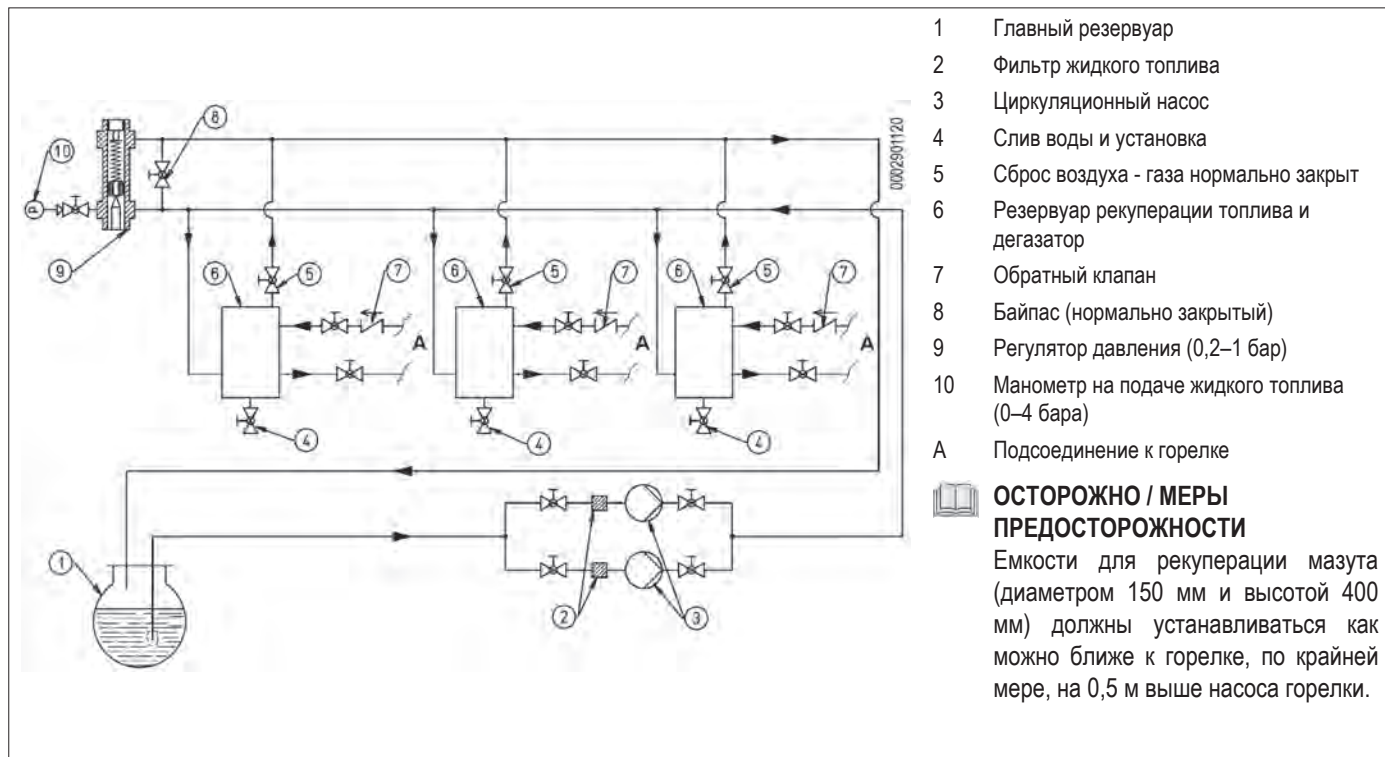 10
8
0002901120
9
6
5
7
6
5
7
6
5
7
A
A
A
4
4
4
1
2
3
P
1 Главный резервуар
2 Фильтр жидкого топлива
3 Циркуляционный насос
4 Слив воды и установка
5 Сброс воздуха - газа нормально закрыт
6 Резервуар рекуперации топлива и
дегазатор
7 Обратный клапан
8 Байпас (нормально закрытый)
9 Регулятор давления (0,2–1 бар)
10 Манометр на подаче жидкого топлива
(0–4 бара)
A Подсоединение к горелке
ОСТОРОЖНО / МЕРЫ
ПРЕДОСТОРОЖНОСТИ
Емкости для рекуперации мазута
(диаметром 150 мм и высотой 400
мм) должны устанавливаться как
можно ближе к горелке, по крайней
мере, на 0,5 м выше насоса горелки.